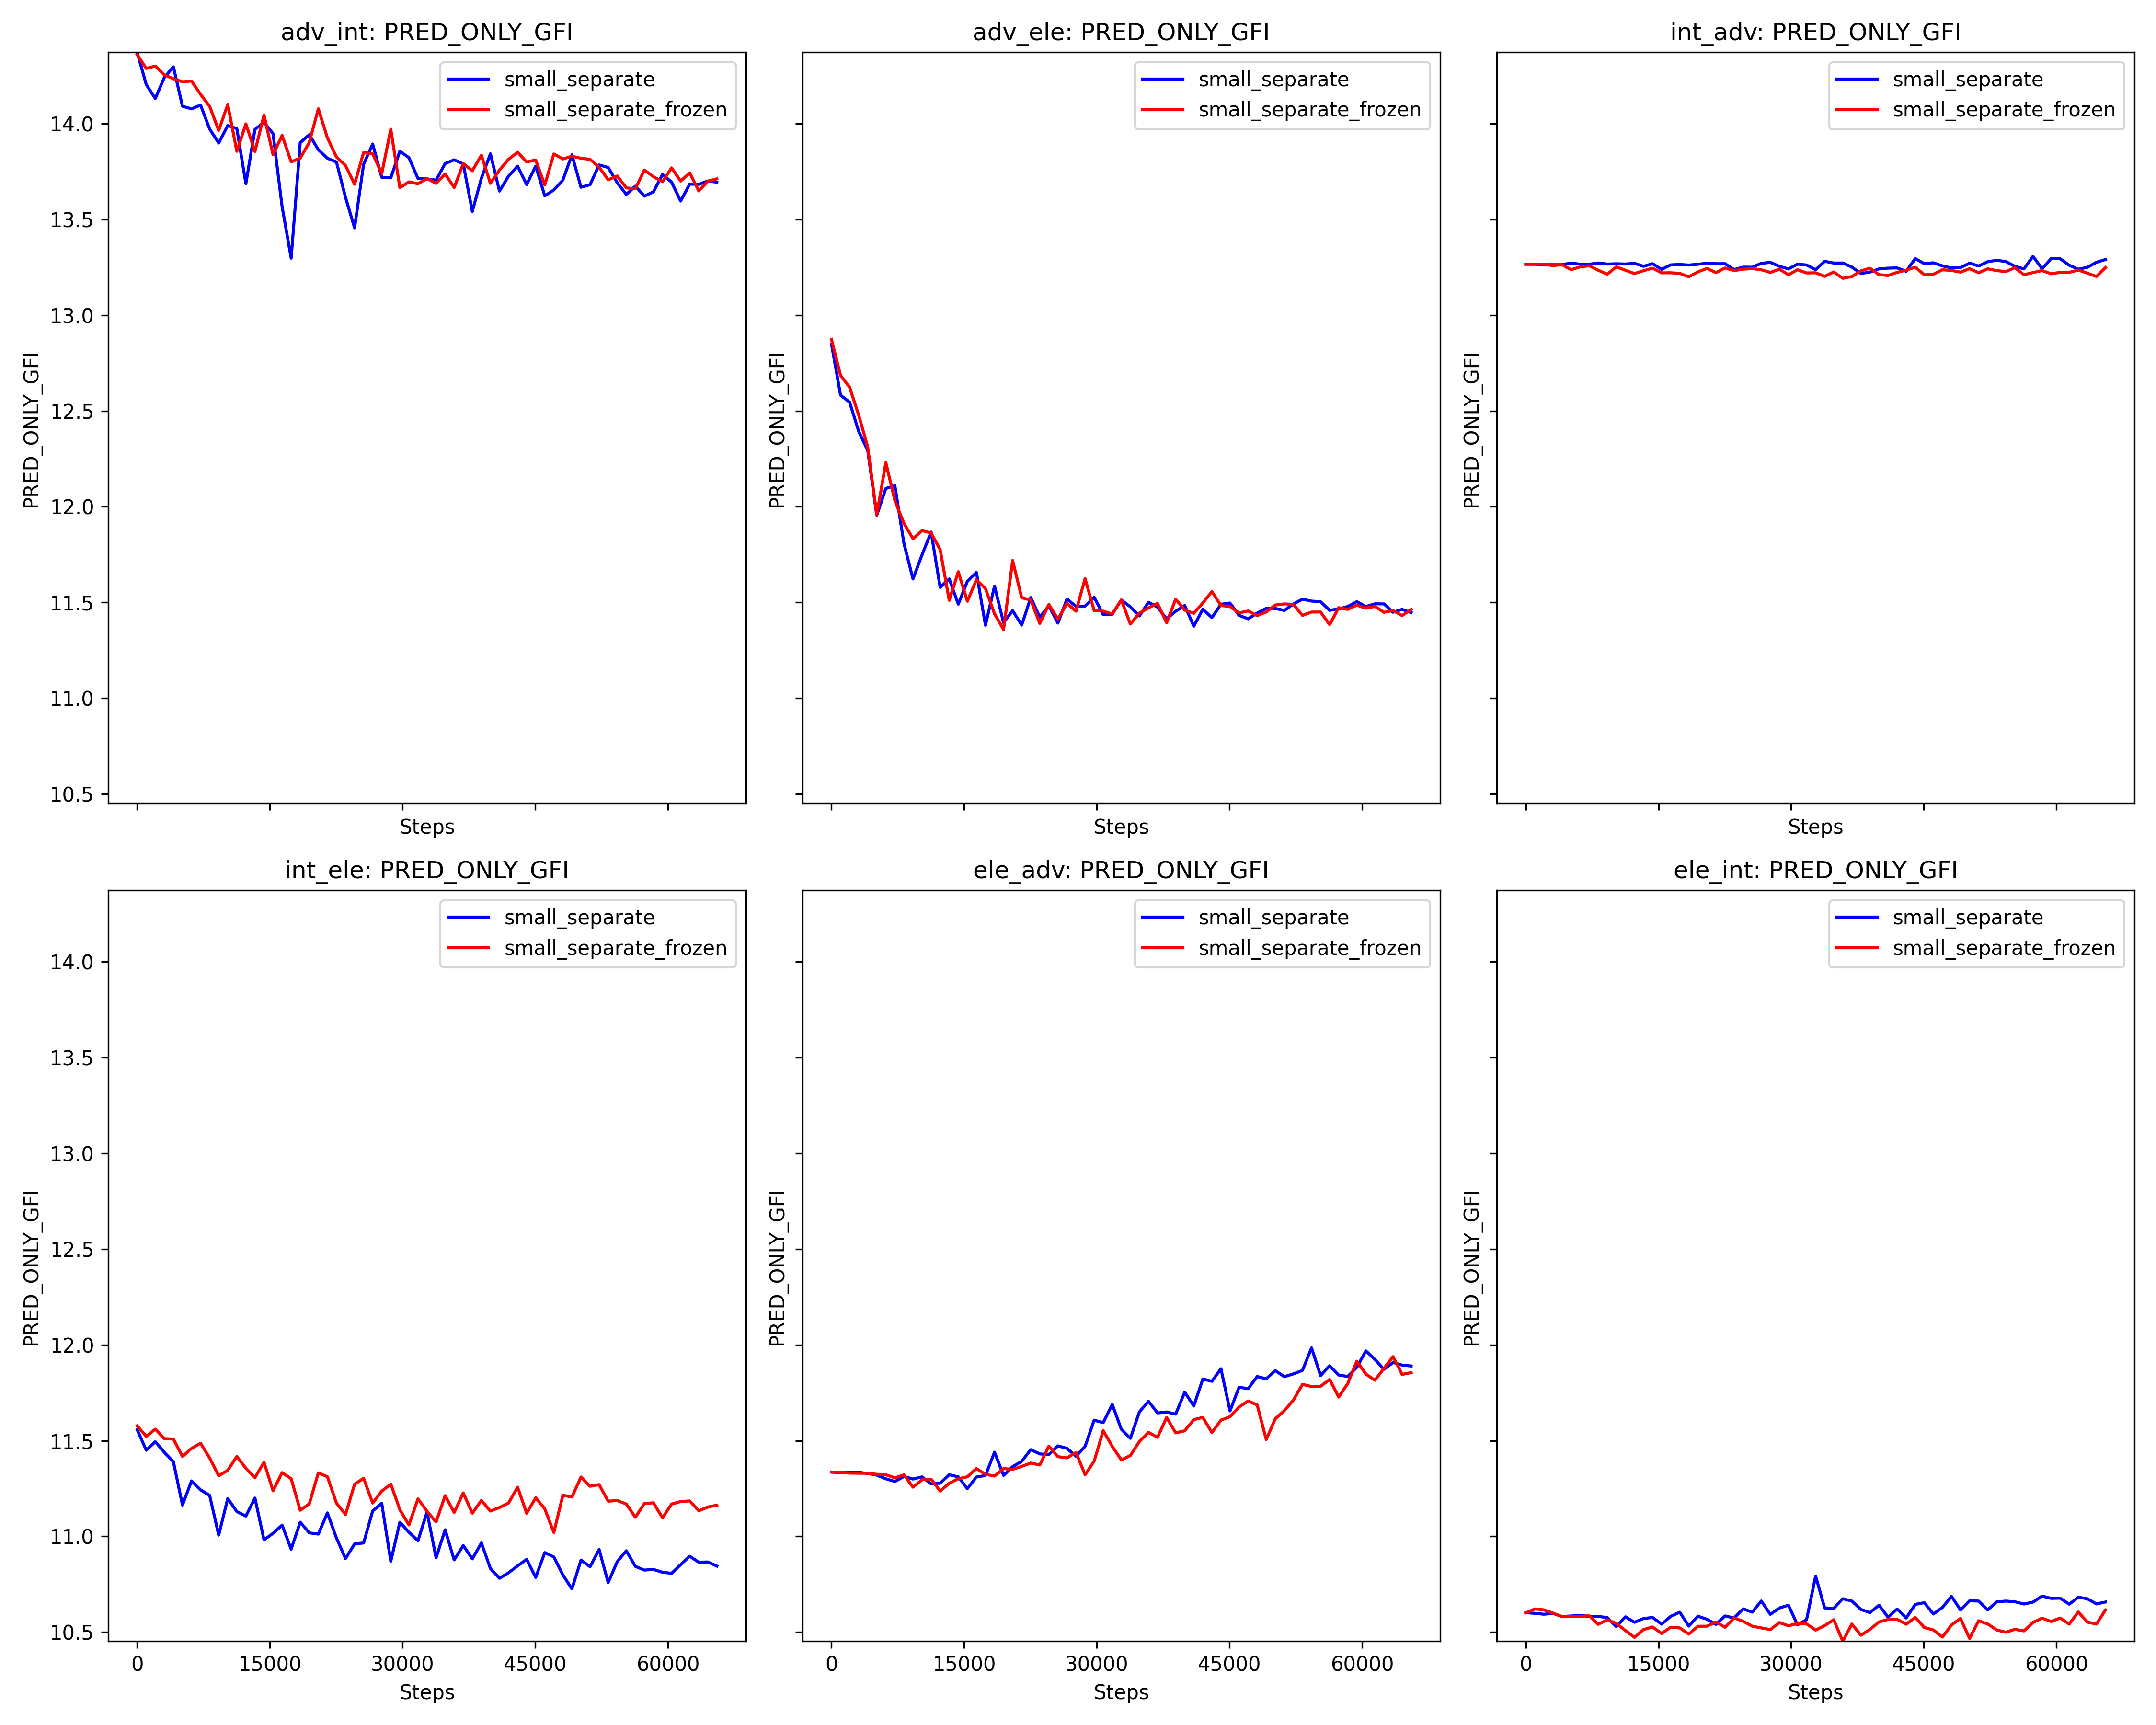 adv_int: PRED_ONLY_GFI
adv_ele: PRED_ONLY_GFI
int_adv: PRED_ONLY_GFI
small_separate
small_separate_frozen
small_separate
small_separate_frozen
small_separate
small_separate_frozen
14.0
13.5
13.0
12.5
12.0
11.5
11.0
10.5
PRED_ONLY_GFI
PRED_ONLY_GFI
PRED_ONLY_GFI
Steps
Steps
Steps
int_ele: PRED_ONLY_GFI
ele_adv: PRED_ONLY_GFI
ele_int: PRED_ONLY_GFI
small_separate
small_separate_frozen
small_separate
small_separate_frozen
small_separate
small_separate_frozen
14.0
13.5
13.0
12.5
12.0
11.5
11.0
10.5
PRED_ONLY_GFI
PRED_ONLY_GFI
PRED_ONLY_GFI
0 15000 30000 45000 60000
0 15000 30000 45000 60000
0 15000 30000 45000 60000
Steps
Steps
Steps